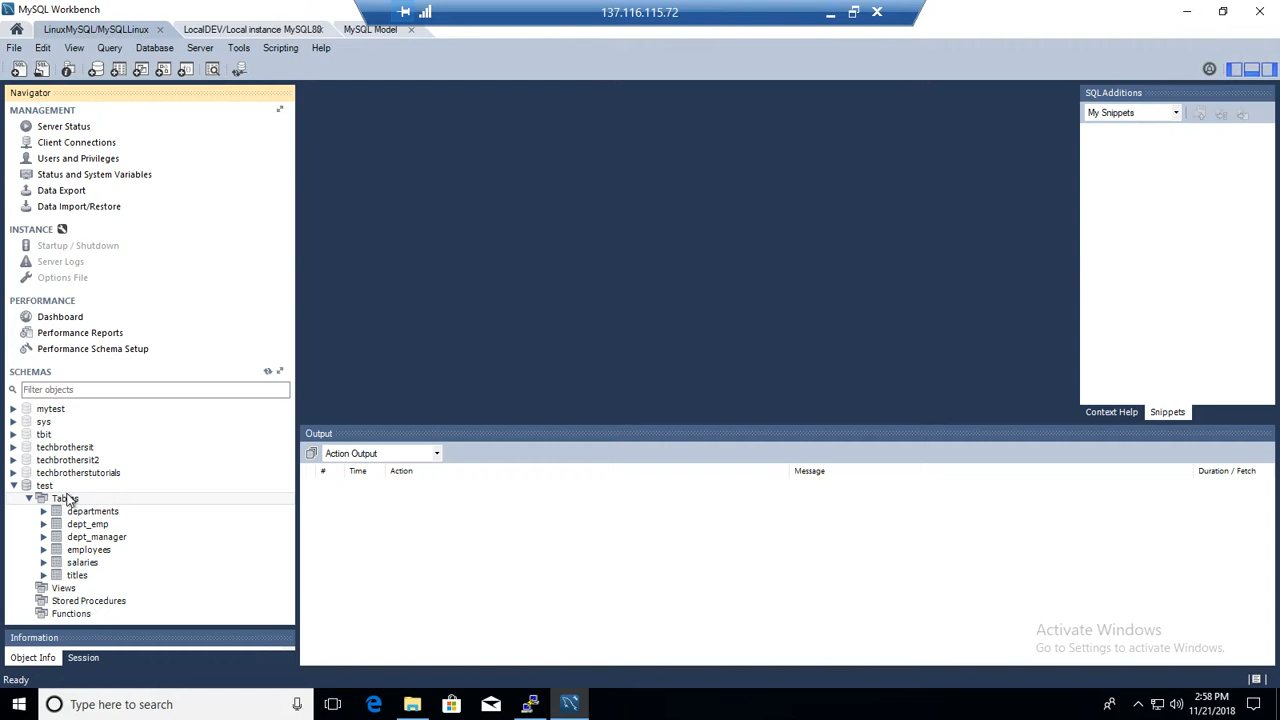 MySQL Workbench
137.116.115.72
LinuxMySQL/MySQLLinux
LocalDEV/Local instance MySQL80
MySQL Model
File Edit View Query Database Server Tools Scripting Help
Navigator
MANAGEMENT
Server Status
Client Connections
Users and Privileges
Status and System Variables
Data Export
Data Import/Restore
INSTANCE
Startup / Shutdown
Server Logs
Options File
PERFORMANCE
Dashboard
Performance Reports
Performance Schema Setup
SCHEMAS
Filter objects
mytest
sys
tbit
techbrothersit
techbrothersit2
techbrotherstutorials
test
Tables
departments
dept_emp
dept_manager
employees
salaries
titles
Views
Stored Procedures
Functions
Information
Object Info Session
Ready
SQLAdditions
My Snippets
Context Help Snippets
Output
Action Output
# Time Action Message Duration / Fetch
Activate Windows
Go to Settings to activate Windows.
Type here to search
2:58 PM
11/21/2018